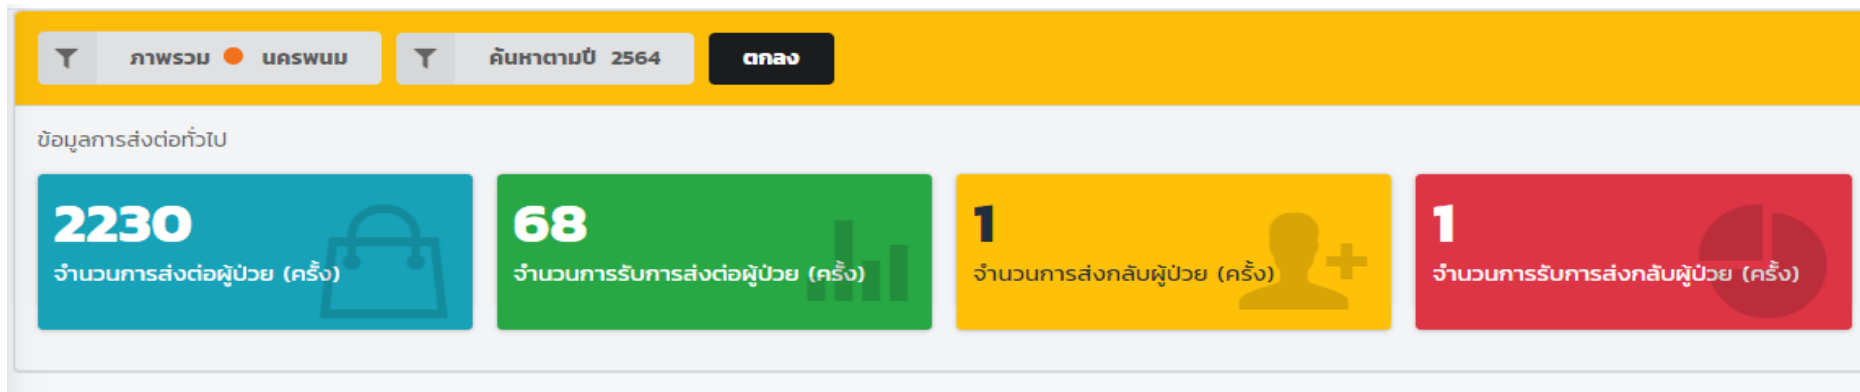 ภาพรวม นครพนม ค้นหาตามปี 2564 ตกลง
ข้อมูลการส่งต่อทั่วไป
2230
จำนวนการส่งต่อผู้ป่วย (ครั้ง)
68
จำนวนการรับการส่งต่อผู้ป่วย (ครั้ง)
1
จำนวนการส่งกลับผู้ป่วย (ครั้ง)
1
จำนวนการรับการส่งกลับผู้ป่วย (ครั้ง)